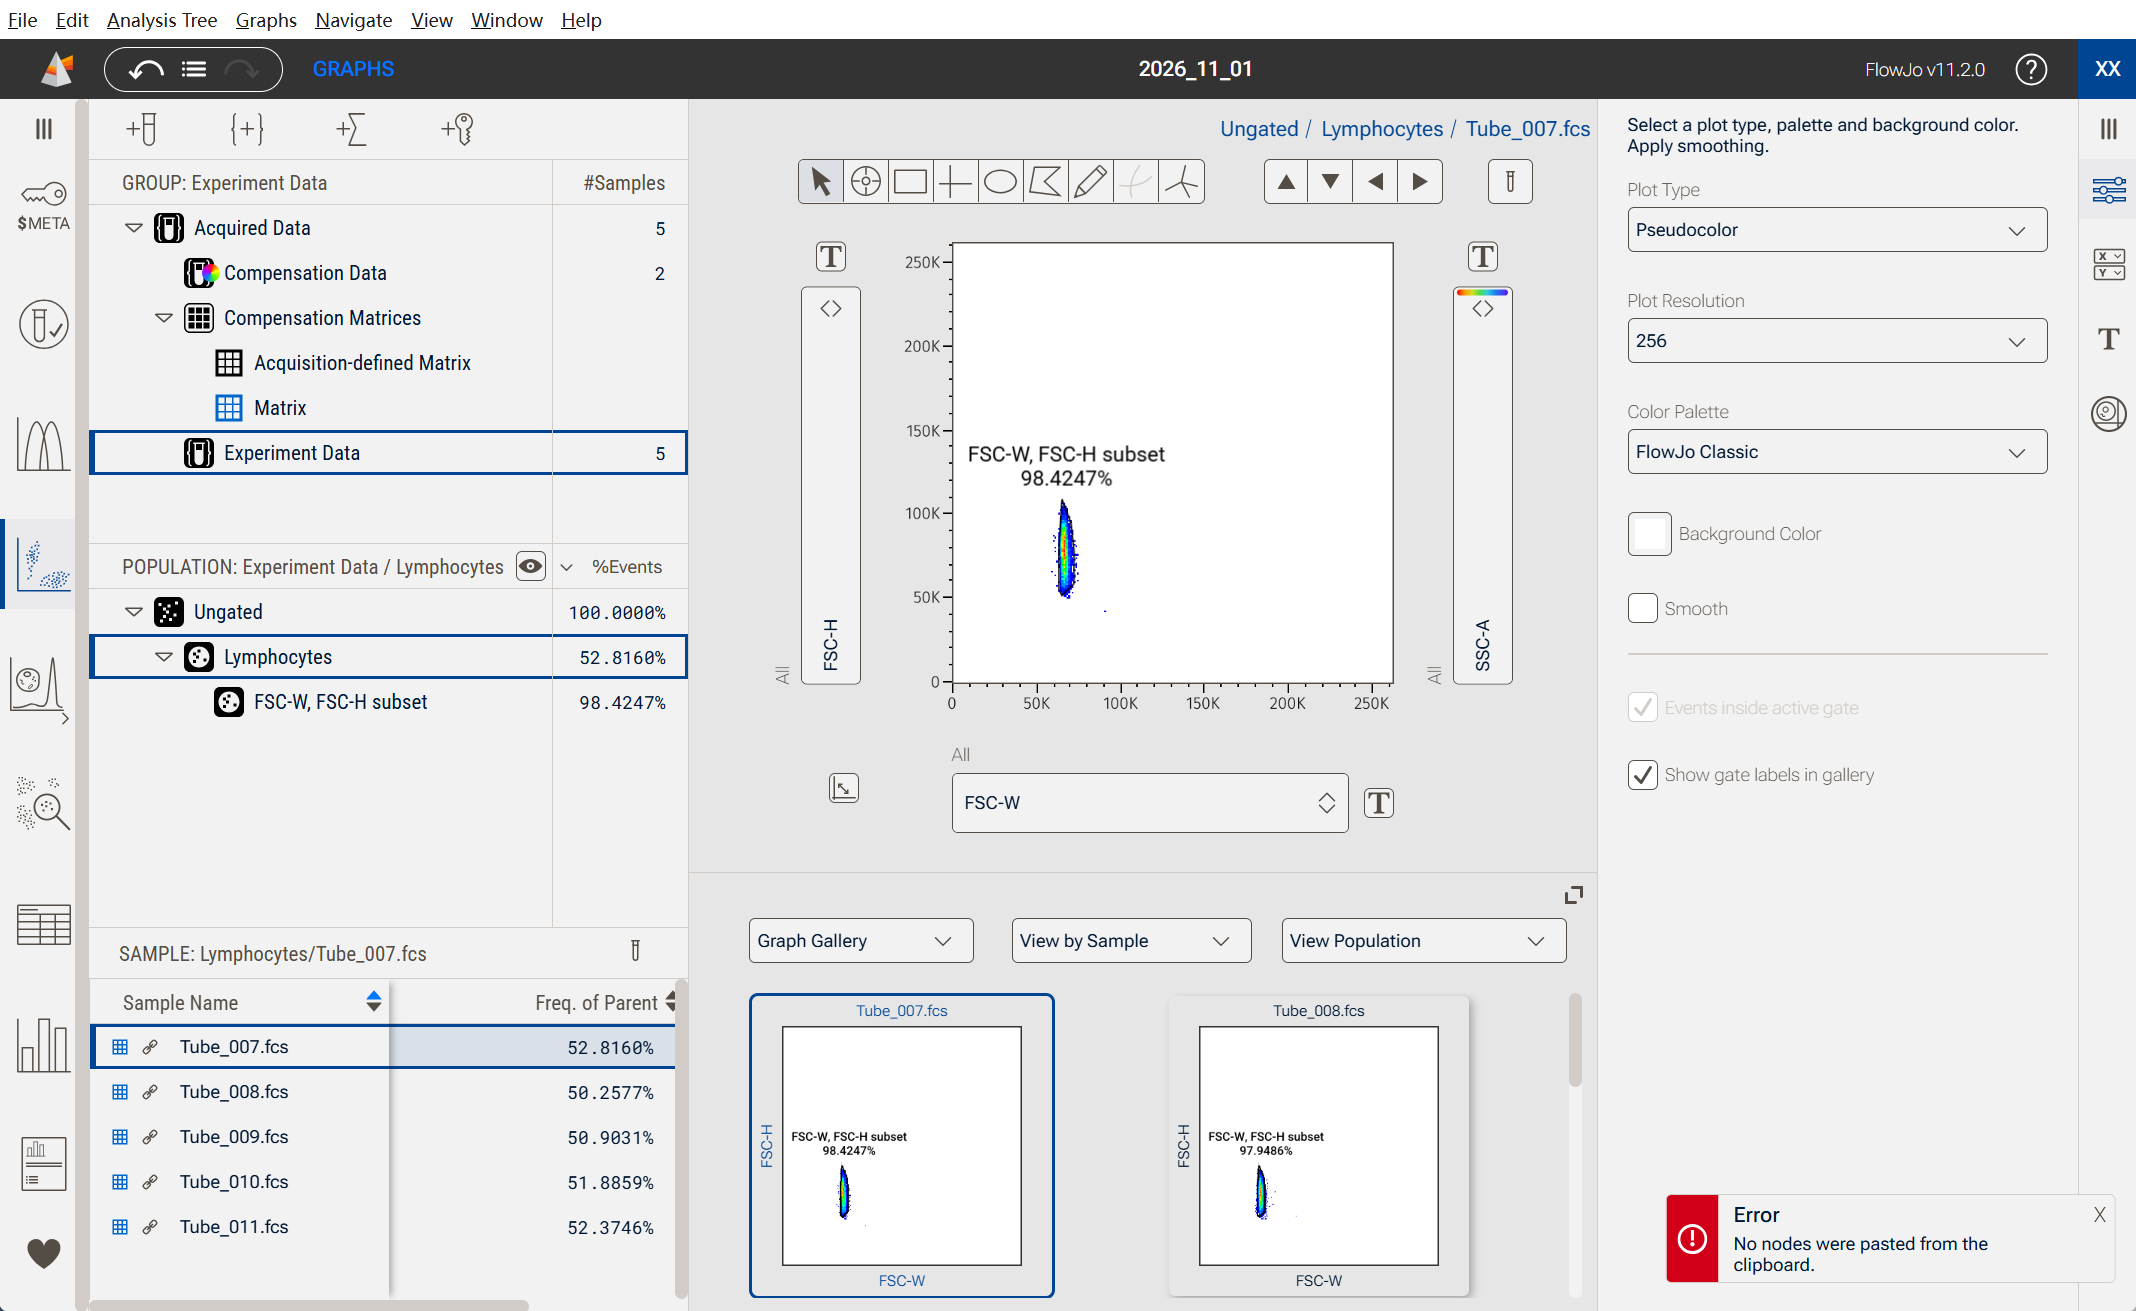 File Edit Analysis Tree Graphs Navigate View Window Help
GRAPHS
2026_11_01
FlowJo v11.2.0
?
XX
$META
GROUP: Experiment Data #Samples
Acquired Data 5
Compensation Data 2
Compensation Matrices
Acquisition-defined Matrix
Matrix
Experiment Data 5
POPULATION: Experiment Data / Lymphocytes %Events
Ungated 100.0000%
Lymphocytes 52.8160%
FSC-W, FSC-H subset 98.4247%
SAMPLE: Lymphocytes/Tube_007.fcs
Sample Name Freq. of Parent
Tube_007.fcs 52.8160%
Tube_008.fcs 50.2577%
Tube_009.fcs 50.9031%
Tube_010.fcs 51.8859%
Tube_011.fcs 52.3746%
Ungated / Lymphocytes / Tube_007.fcs
T
FSC-H
All
250K
200K
150K
100K
50K
0
FSC-W, FSC-H subset
98.4247%
0 50K 100K 150K 200K 250K
T
SSC-A
All
All
FSC-W
T
Graph Gallery
View by Sample
View Population
Tube_007.fcs
FSC-H
FSC-W, FSC-H subset
98.4247%
FSC-W
Tube_008.fcs
FSC-H
FSC-W, FSC-H subset
97.9486%
FSC-W
Select a plot type, palette and background color.
Apply smoothing.
Plot Type
Pseudocolor
Plot Resolution
256
Color Palette
FlowJo Classic
Background Color
Smooth
Events inside active gate
Show gate labels in gallery
X
Y
T
Error
X
No nodes were pasted from the
clipboard.